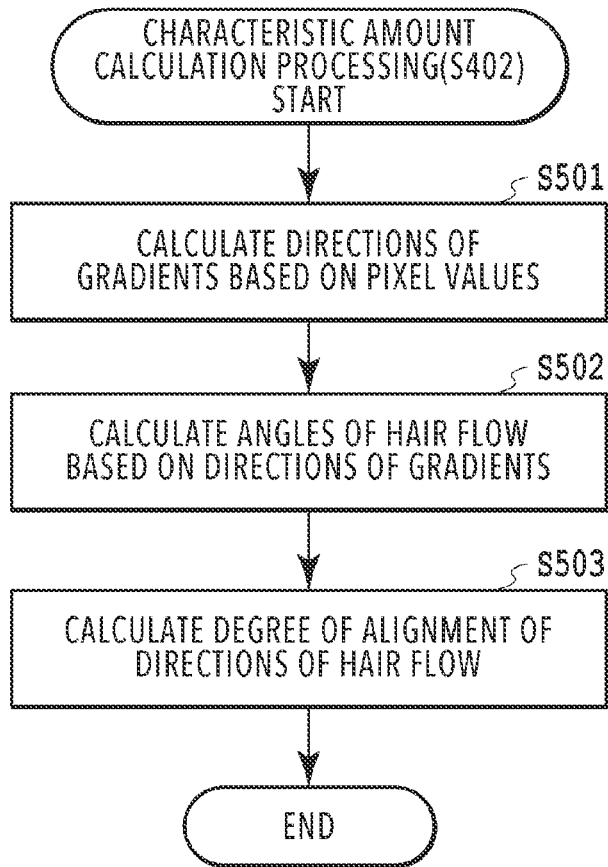 CHARACTERISTIC AMOUNT
CALCULATION PROCESSING(S402)
START
S501
CALCULATE DIRECTIONS OF
GRADIENTS BASED ON PIXEL VALUES
S502
CALCULATE ANGLES OF HAIR FLOW
BASED ON DIRECTIONS OF GRADIENTS
S503
CALCULATE DEGREE OF ALIGNMENT OF
DIRECTIONS OF HAIR FLOW
END